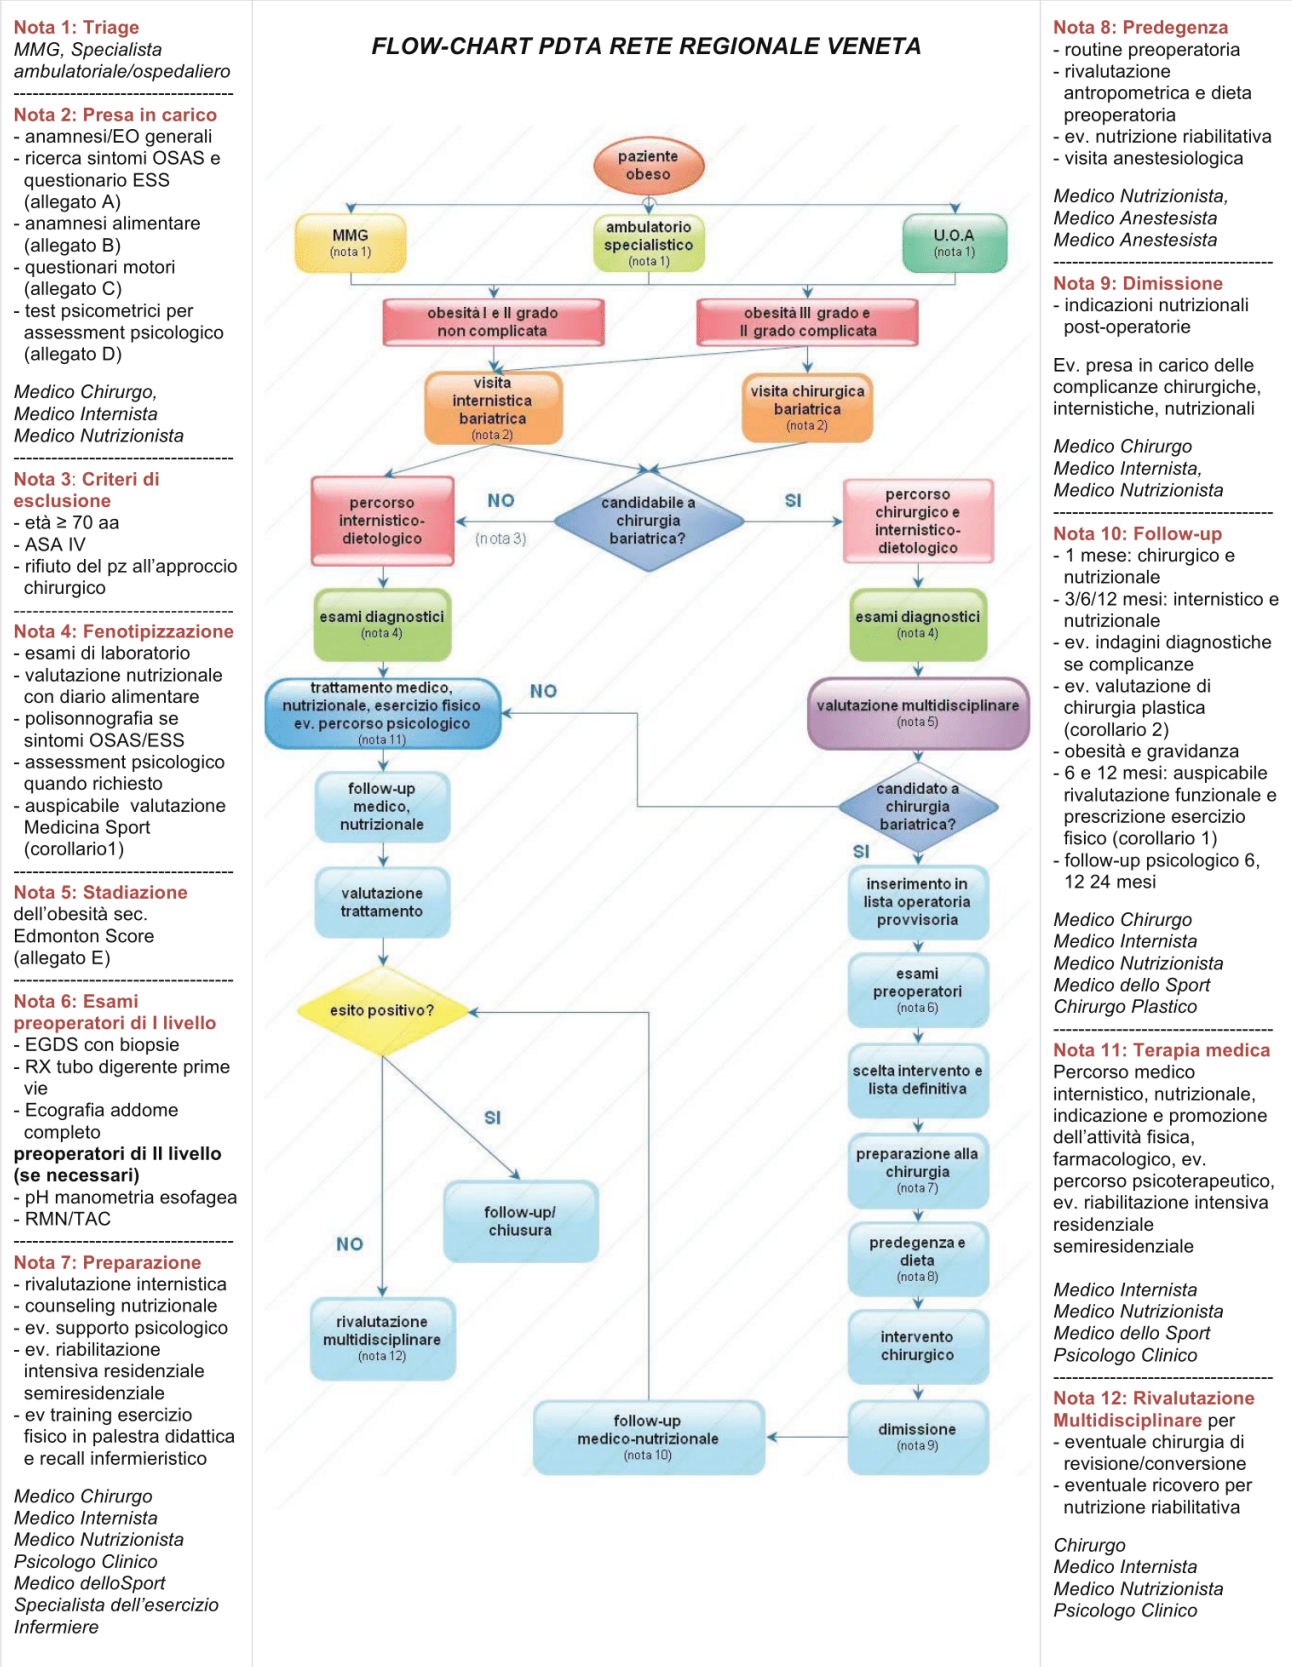 Nota 1: Triage
MMG, Specialista
ambulatoriale/ospedaliero
----------------------------------
Nota 2: Presa in carico
- anamnesi/EO generali
- ricerca sintomi OSAS e
questionario ESS
(allegato A)
- anamnesi alimentare
(allegato B)
- questionari motori
(allegato C)
- test psicometrici per
assessment psicologico
(allegato D)
Medico Chirurgo,
Medico Internista
Medico Nutrizionista
----------------------------------
Nota 3: Criteri di
esclusione
- età ≥ 70 aa
- ASA IV
- rifiuto del pz all'approccio
chirurgico
----------------------------------
Nota 4: Fenotipizzazione
- esami di laboratorio
- valutazione nutrizionale
con diario alimentare
- polisonnografia se
sintomi OSAS/ESS
- assessment psicologico
quando richiesto
- auspicabile valutazione
Medicina Sport
(corollario1)
----------------------------------
Nota 5: Stadiazione
dell'obesità sec.
Edmonton Score
(allegato E)
----------------------------------
Nota 6: Esami
preoperatori di I livello
- EGDS con biopsie
- RX tubo digerente prime
vie
- Ecografia addome
completo
preoperatori di II livello
(se necessari)
- pH manometria esofagea
- RMN/TAC
----------------------------------
Nota 7: Preparazione
- rivalutazione internistica
- counseling nutrizionale
- ev. supporto psicologico
- ev. riabilitazione
intensiva residenziale
semiresidenziale
- ev training esercizio
fisico in palestra didattica
e recall infermieristico
Medico Chirurgo
Medico Internista
Medico Nutrizionista
Psicologo Clinico
Medico delloSport
Specialista dell'esercizio
Infermiere
FLOW-CHART PDTA RETE REGIONALE VENETA
paziente
obeso
MMG
(nota 1)
ambulatorio
specialistico
(nota 1)
U.O.A
(nota 1)
obesità I e II grado
non complicata
obesità III grado e
II grado complicata
visita
internistica
bariatrica
(nota 2)
visita chirurgica
bariatrica
(nota 2)
percorso
internistico-
dietologico
NO
(nota 3)
candidabile a
chirurgia
bariatrica?
SI
percorso
chirurgico e
internistico-
dietologico
esami diagnostici
(nota 4)
esami diagnostici
(nota 4)
trattamento medico,
nutrizionale, esercizio fisico
ev. percorso psicologico
(nota 11)
NO
valutazione multidisciplinare
(nota 5)
follow-up
medico,
nutrizionale
candidato a
chirurgia
bariatrica?
SI
valutazione
trattamento
inserimento in
lista operatoria
provvisoria
esito positivo?
esami
preoperatori
(nota 6)
scelta intervento e
lista definitiva
SI
preparazione alla
chirurgia
(nota 7)
follow-up/
chiusura
NO
predegenza e
dieta
(nota 8)
rivalutazione
multidisciplinare
(nota 12)
intervento
chirurgico
follow-up
medico-nutrizionale
(nota 10)
dimissione
(nota 9)
Nota 8: Predegenza
- routine preoperatoria
- rivalutazione
antropometrica e dieta
preoperatoria
- ev. nutrizione riabilitativa
- visita anestesiologica
Medico Nutrizionista,
Medico Anestesista
Medico Anestesista
----------------------------------
Nota 9: Dimissione
- indicazioni nutrizionali
post-operatorie
Ev. presa in carico delle
complicanze chirurgiche,
internistiche, nutrizionali
Medico Chirurgo
Medico Internista,
Medico Nutrizionista
----------------------------------
Nota 10: Follow-up
- 1 mese: chirurgico e
nutrizionale
- 3/6/12 mesi: internistico e
nutrizionale
- ev. indagini diagnostiche
se complicanze
- ev. valutazione di
chirurgia plastica
(corollario 2)
- obesità e gravidanza
- 6 e 12 mesi: auspicabile
rivalutazione funzionale e
prescrizione esercizio
fisico (corollario 1)
- follow-up psicologico 6,
12 24 mesi
Medico Chirurgo
Medico Internista
Medico Nutrizionista
Medico dello Sport
Chirurgo Plastico
----------------------------------
Nota 11: Terapia medica
Percorso medico
internistico, nutrizionale,
indicazione e promozione
dell'attività fisica,
farmacologico, ev.
percorso psicoterapeutico,
ev. riabilitazione intensiva
residenziale
semiresidenziale
Medico Internista
Medico Nutrizionista
Medico dello Sport
Psicologo Clinico
----------------------------------
Nota 12: Rivalutazione
Multidisciplinare per
- eventuale chirurgia di
revisione/conversione
- eventuale ricovero per
nutrizione riabilitativa
Chirurgo
Medico Internista
Medico Nutrizionista
Psicologo Clinico